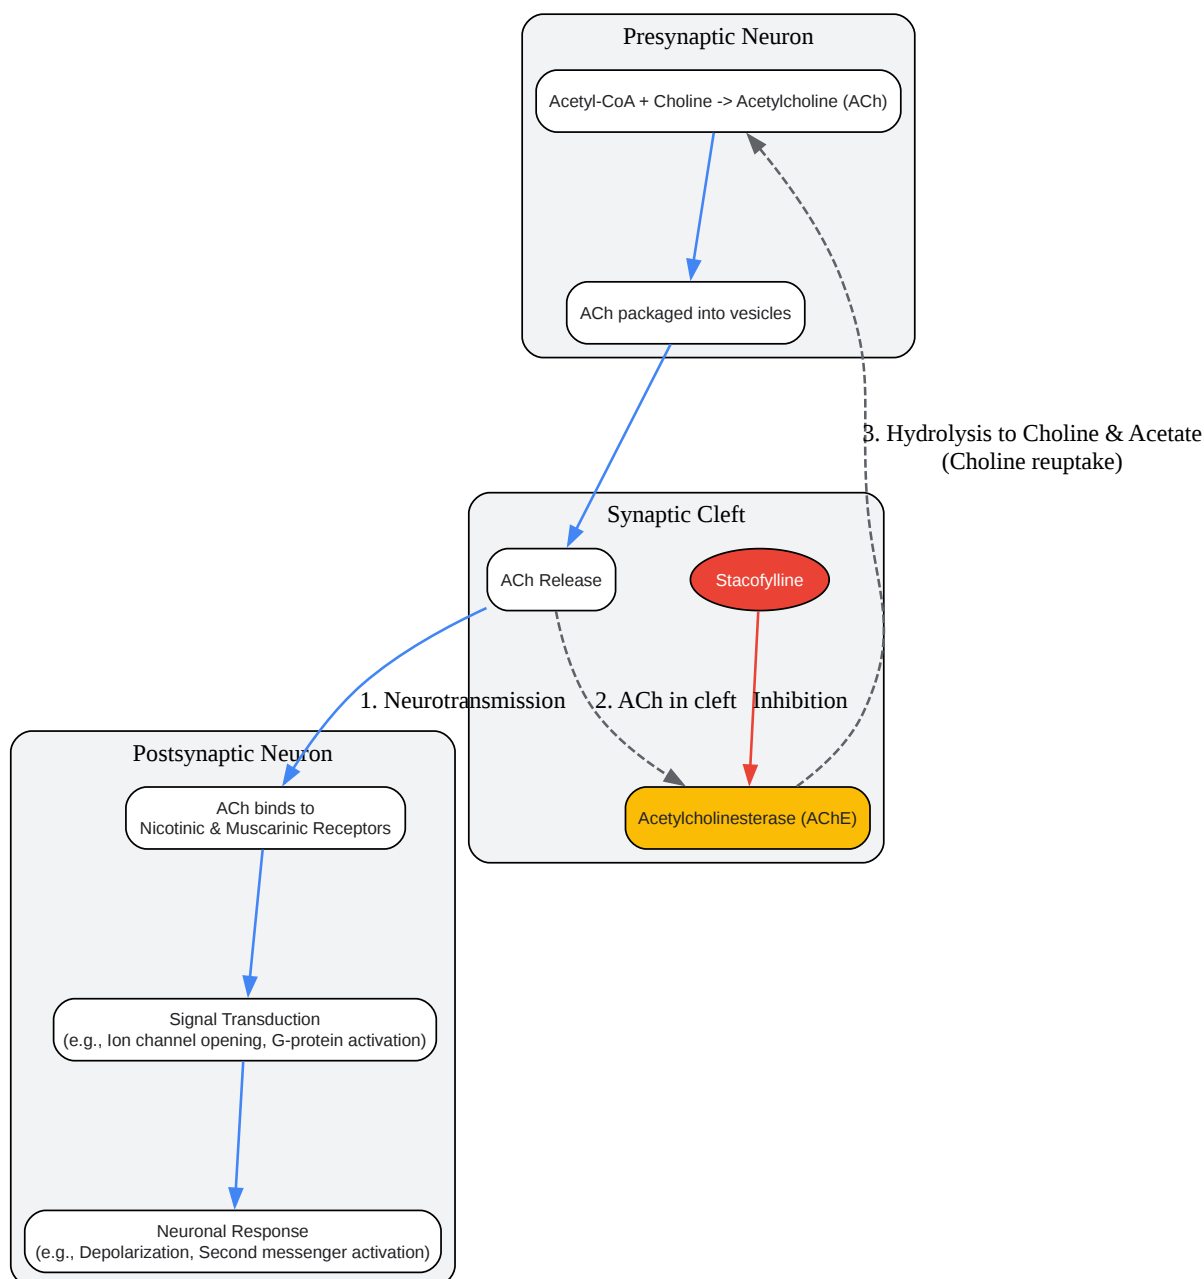 Presynaptic Neuron
Acetyl-CoA + Choline -> Acetylcholine (ACh)
ACh packaged into vesicles
3. Hydrolysis to Choline & Acetate
(Choline reuptake)
Synaptic Cleft
ACh Release
Stacofylline
1. Neurotransmission
2. ACh in cleft
Inhibition
Acetylcholinesterase (AChE)
Postsynaptic Neuron
ACh binds to
Nicotinic & Muscarinic Receptors
Signal Transduction
(e.g., Ion channel opening, G-protein activation)
Neuronal Response
(e.g., Depolarization, Second messenger activation)